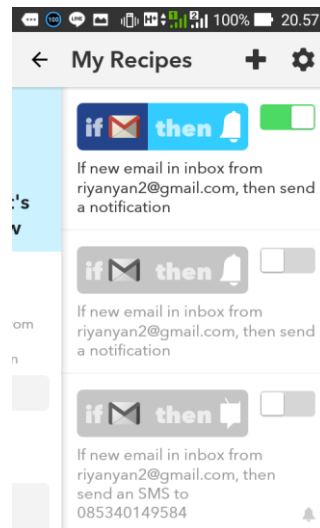 100 100% 20.57
My Recipes
if then
If new email in inbox from
riyanyan2@gmail.com, then send
a notification
if then
If new email in inbox from
riyanyan2@gmail.com, then send
a notification
if then
If new email in inbox from
riyanyan2@gmail.com, then
send an SMS to
085340149584
's
om
n